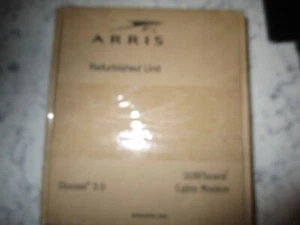 ARRIS
Refurbished Unit
SURFboard®
Docsis® 3.0
Cable Modem